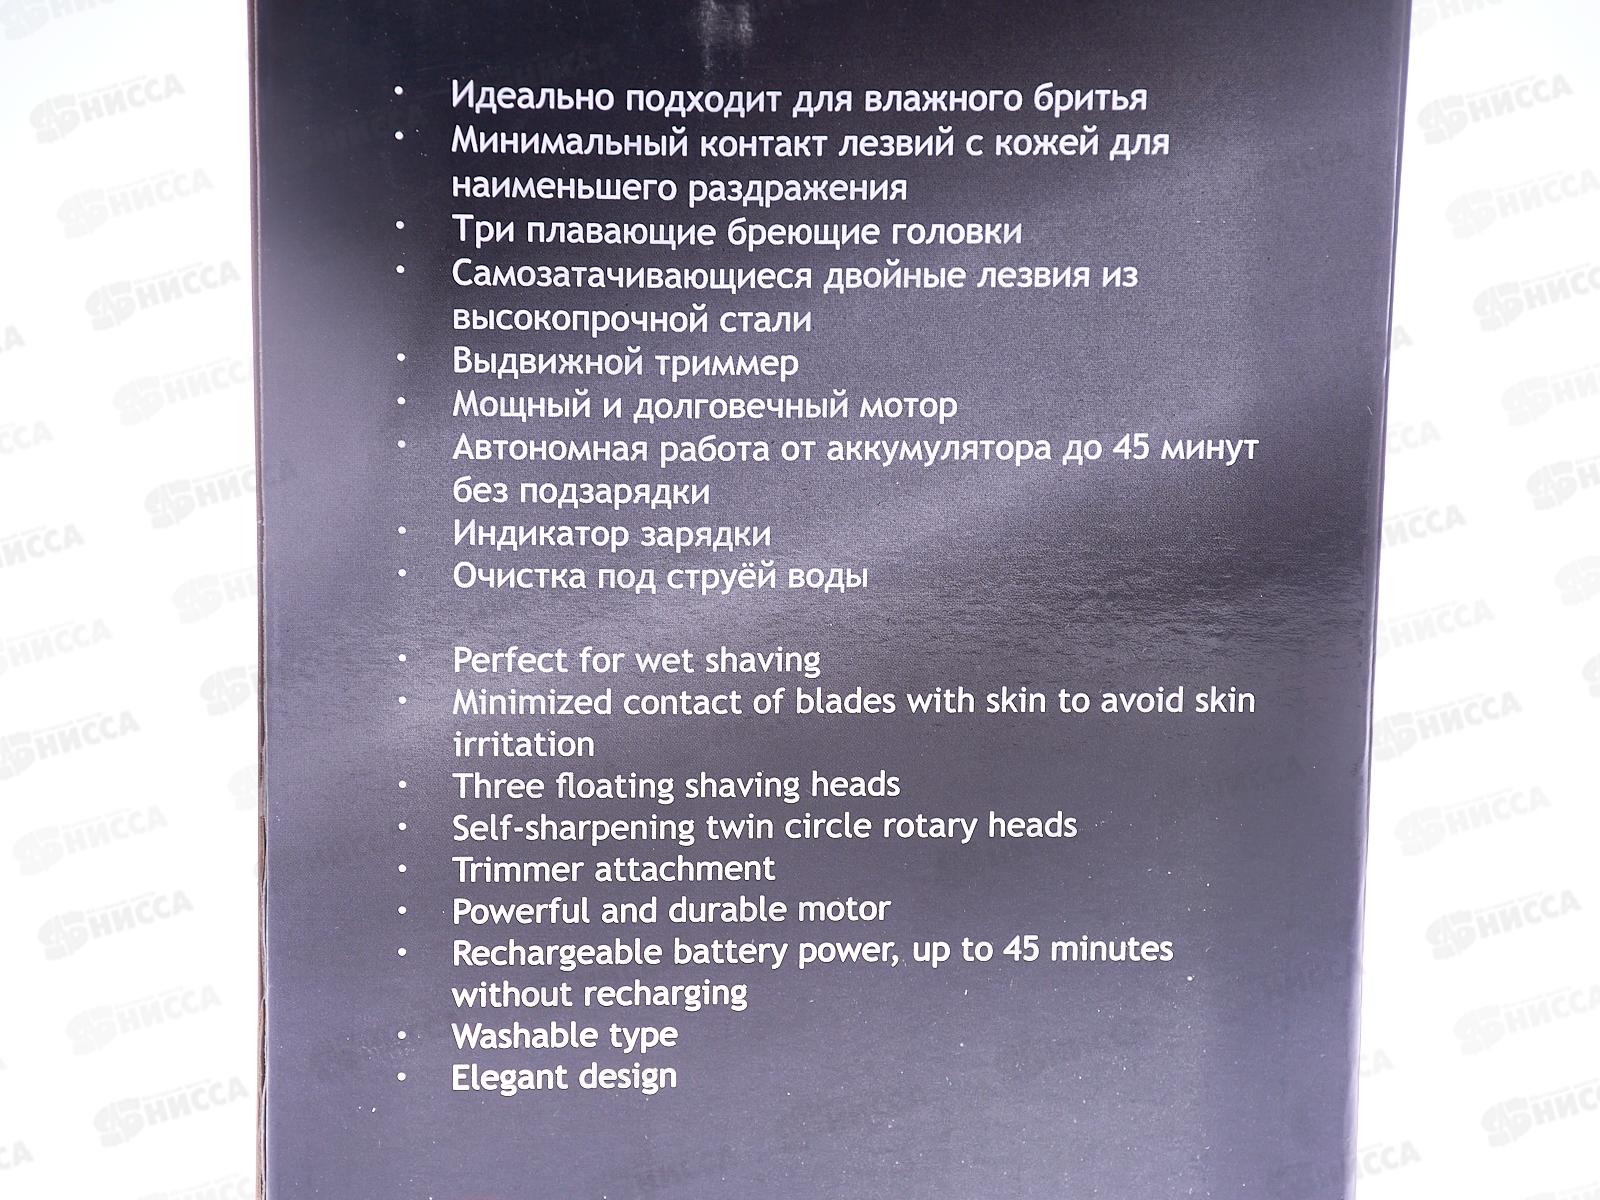 • Идеально подходит для влажного бритья
• Минимальный контакт лезвий с кожей для
наименьшего раздражения
• Три плавающие бреющие головки
• Самозатачивающиеся двойные лезвия из
высокопрочной стали
• Выдвижной триммер
• Мощный и долговечный мотор
• Автономная работа от аккумулятора до 45 минут
без подзарядки
• Индикатор зарядки
• Очистка под струёй воды
• Perfect for wet shaving
• Minimized contact of blades with skin to avoid skin
irritation
• Three floating shaving heads
• Self-sharpening twin circle rotary heads
• Trimmer attachment
• Powerful and durable motor
• Rechargeable battery power, up to 45 minutes
without recharging
• Washable type
• Elegant design
НИССА